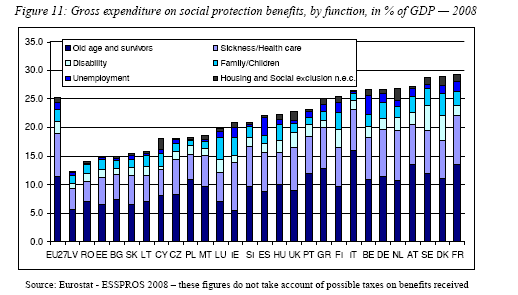 Figure 11: Gross expenditure on social protection benefits, by function, in % of GDP — 2008
35.0
30.0
25.0
20.0
15.0
10.0
5.0
0.0
Old age and survivors
Sickness/Health care
Disability
Family/Children
Unemployment
Housing and Social exclusion n.e.c.
EU27 LV RO EE BG SK LT CY CZ PL MT LU IE SI ES HU UK PT GR FI IT BE DE NL AT SE DK FR
Source: Eurostat - ESSPROS 2008 – these figures do not take account of possible taxes on benefits